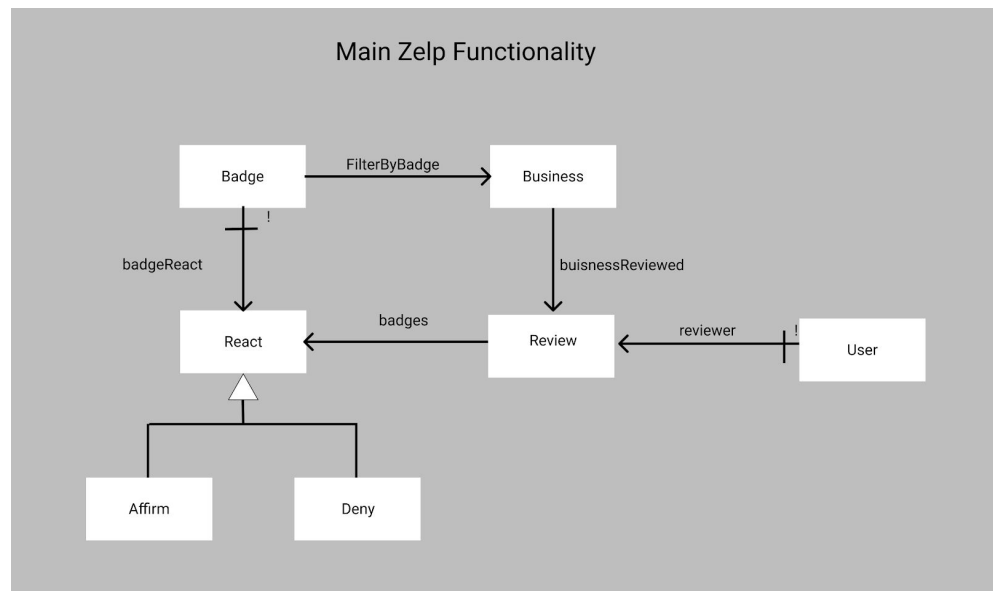 Main Zelp Functionality
Badge
FilterByBadge
Business
!
badgeReact
buisnessReviewed
React
badges
Review
reviewer
!
User
Affirm
Deny